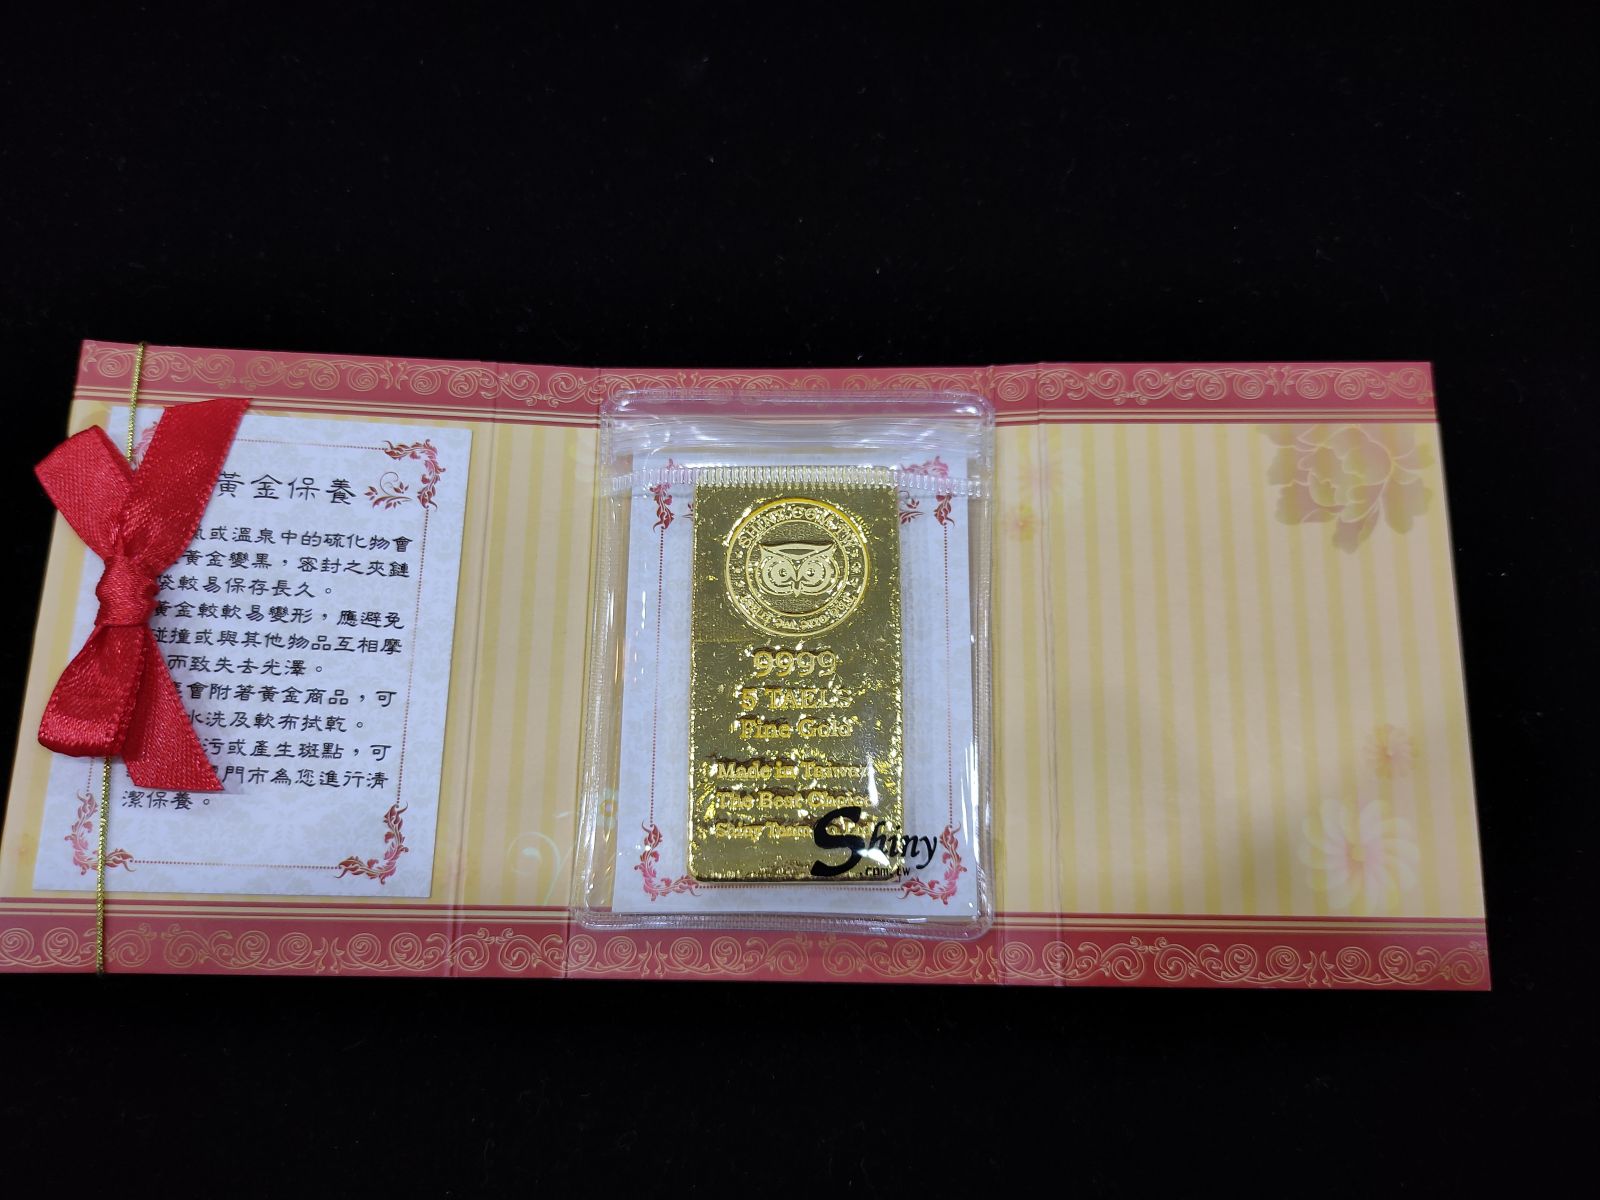 黃金保養
或溫泉中的硫化物會
黃金變黑，密封之夾鏈
袋較易保存長久。
黃金較軟易變形，應避免
碰撞或與其他物品互相摩
而致失去光澤。
會附著黃金商品，可
水洗及軟布拭乾。
污或產生斑點，可
門市為您進行清
潔保養。
9999
5 TAELS
Fine Gold
Made in Taiwan
The Best Choice
Shiny
Shiny
.com.tw